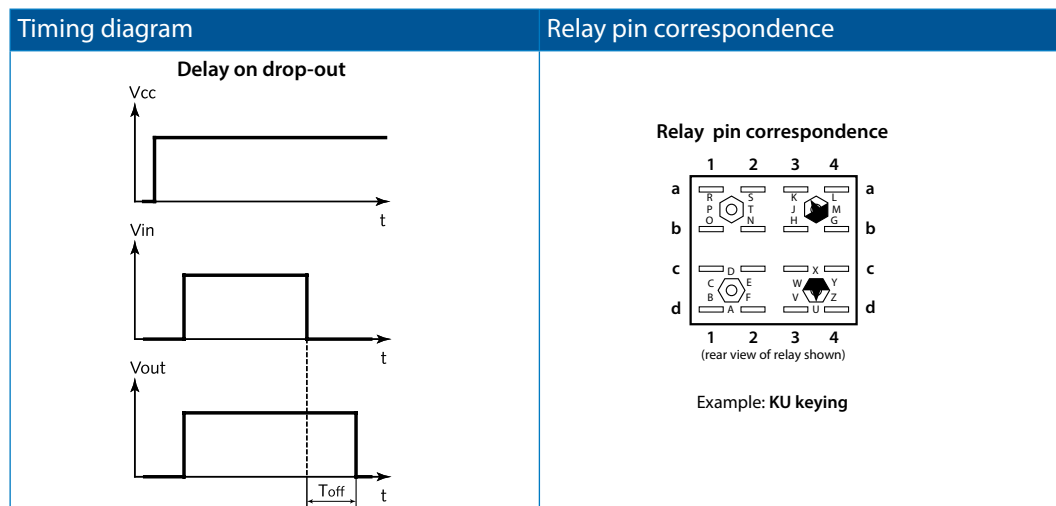 Timing diagram
Delay on drop-out
Vcc
t
Vin
t
Vout
Toff
t
Relay pin correspondence
Relay pin correspondence
1 2 3 4
a R S K L a
P T J M
O N H G
b b
c D X c
C E W Y
B F V Z
d A U d
1 2 3 4
(rear view of relay shown)
Example: KU keying